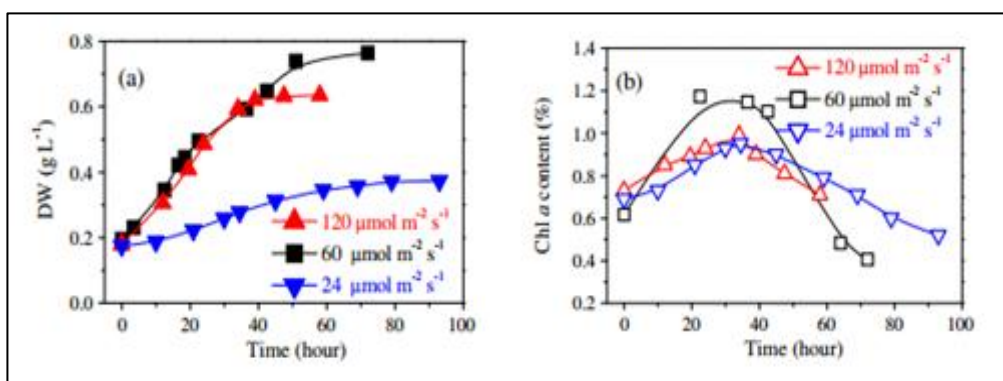 (a)
DW (g L⁻¹)
0.8
0.6
0.4
0.2
0.0
120 μmol m⁻² s⁻¹
60 μmol m⁻² s⁻¹
24 μmol m⁻² s⁻¹
0 20 40 60 80 100
Time (hour)
(b)
Chl a content (%)
1.4
1.2
1.0
0.8
0.6
0.4
0.2
120 μmol m⁻² s⁻¹
60 μmol m⁻² s⁻¹
24 μmol m⁻² s⁻¹
0 20 40 60 80 100
Time (hour)